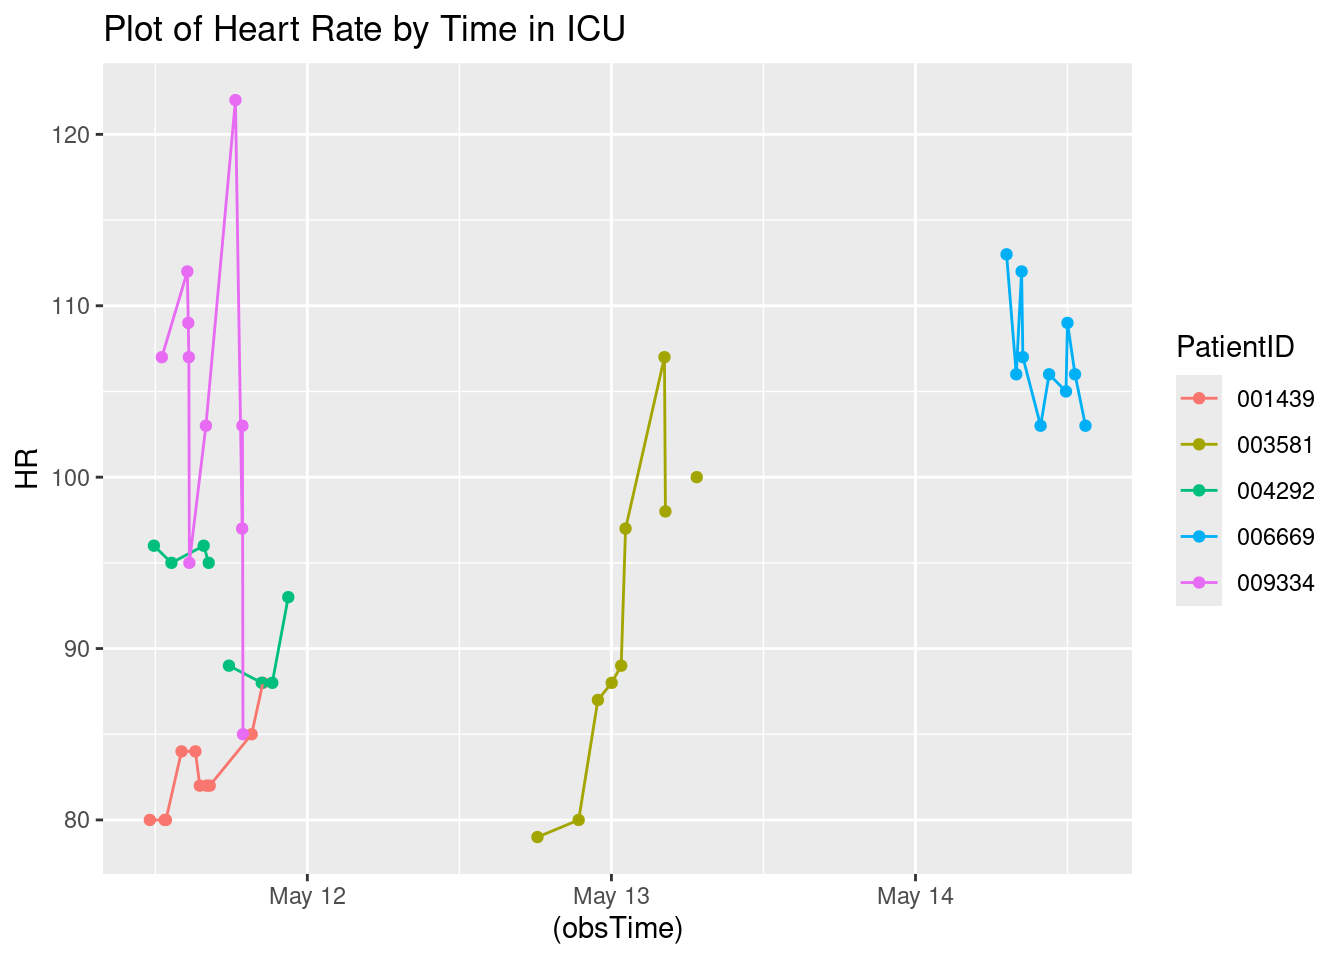 Plot of Heart Rate by Time in ICU
120
110
100
90
80
HR
May 12
May 13
May 14
(obsTime)
PatientID
001439
003581
004292
006669
009334